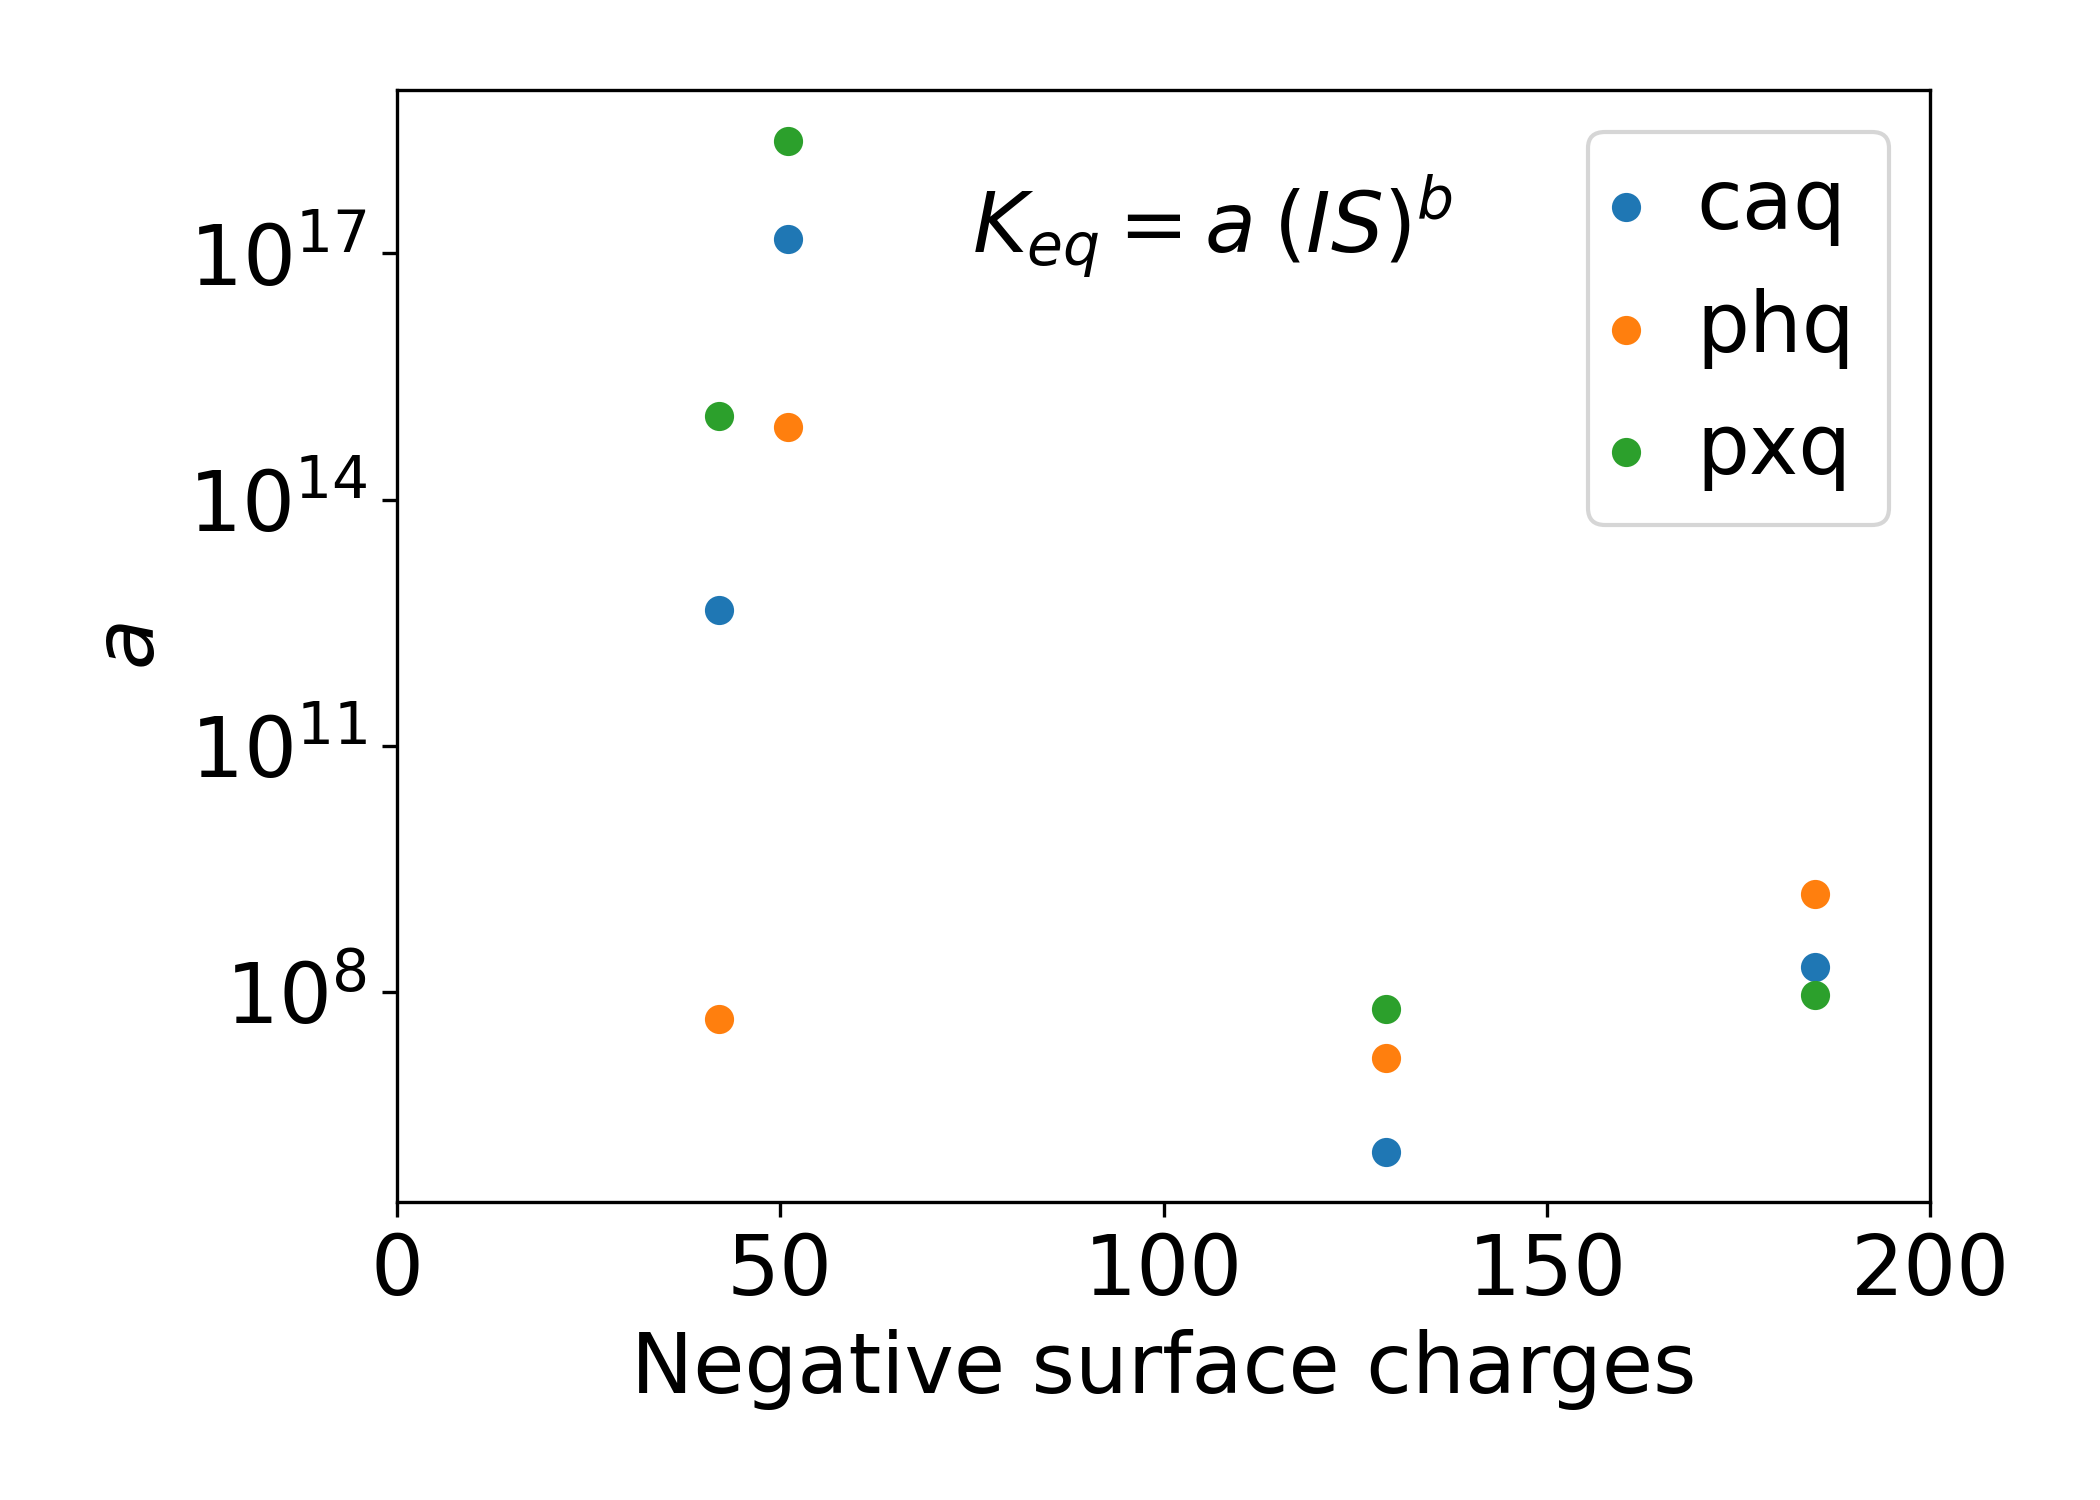 10^17
10^14
10^11
10^8
a
K_eq = a (IS)^b
caq
phq
pxq
0 50 100 150 200
Negative surface charges